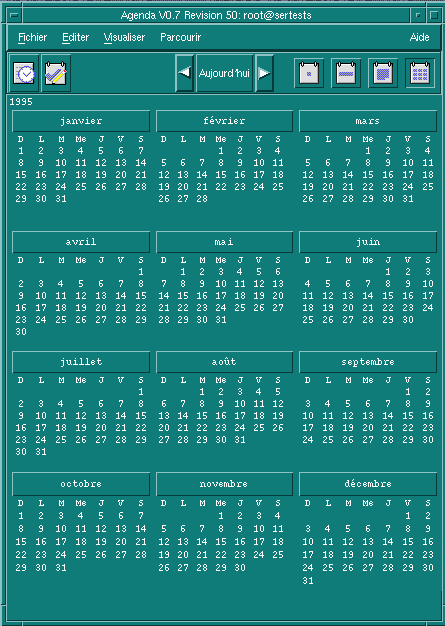 Agenda V0.7 Revision 50: root@sertests
Fichier Editer Visualiser Parcourir Aide
Aujourd'hui
1995
janvier février mars
D L M Me J V S D L M Me J V S D L M Me J V S
1 2 3 4 5 6 7 1 2 3 4 1 2 3 4
8 9 10 11 12 13 14 5 6 7 8 9 10 11 5 6 7 8 9 10 11
15 16 17 18 19 20 21 12 13 14 15 16 17 18 12 13 14 15 16 17 18
22 23 24 25 26 27 28 19 20 21 22 23 24 25 19 20 21 22 23 24 25
29 30 31 26 27 28 26 27 28 29 30 31
avril mai juin
D L M Me J V S D L M Me J V S D L M Me J V S
1 1 2 3 4 5 6 1 2 3
2 3 4 5 6 7 8 7 8 9 10 11 12 13 4 5 6 7 8 9 10
9 10 11 12 13 14 15 14 15 16 17 18 19 20 11 12 13 14 15 16 17
16 17 18 19 20 21 22 21 22 23 24 25 26 27 18 19 20 21 22 23 24
23 24 25 26 27 28 29 28 29 30 31 25 26 27 28 29 30
30
juillet août septembre
D L M Me J V S D L M Me J V S D L M Me J V S
1 1 2 3 4 5 1 2
2 3 4 5 6 7 8 6 7 8 9 10 11 12 3 4 5 6 7 8 9
9 10 11 12 13 14 15 13 14 15 16 17 18 19 10 11 12 13 14 15 16
16 17 18 19 20 21 22 20 21 22 23 24 25 26 17 18 19 20 21 22 23
23 24 25 26 27 28 29 27 28 29 30 31 24 25 26 27 28 29 30
30 31
octobre novembre décembre
D L M Me J V S D L M Me J V S D L M Me J V S
1 2 3 4 5 6 7 1 2 3 4 1 2
8 9 10 11 12 13 14 5 6 7 8 9 10 11 3 4 5 6 7 8 9
15 16 17 18 19 20 21 12 13 14 15 16 17 18 10 11 12 13 14 15 16
22 23 24 25 26 27 28 19 20 21 22 23 24 25 17 18 19 20 21 22 23
29 30 31 26 27 28 29 30 24 25 26 27 28 29 30
31